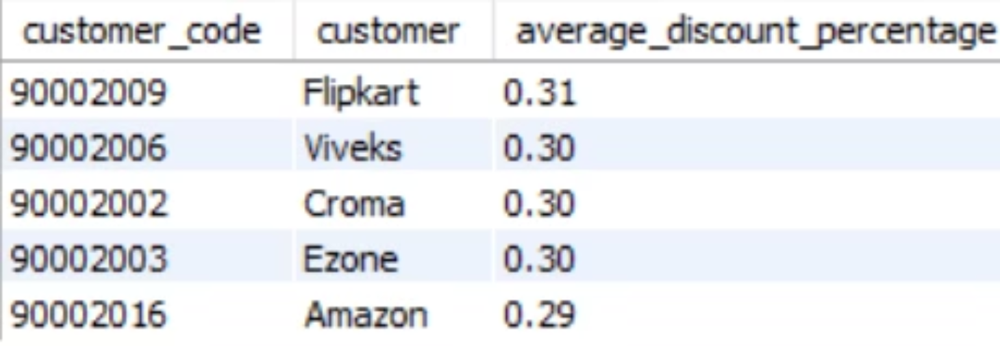 customer_code customer average_discount_percentage
90002009 Flipkart 0.31
90002006 Viveks 0.30
90002002 Croma 0.30
90002003 Ezone 0.30
90002016 Amazon 0.29